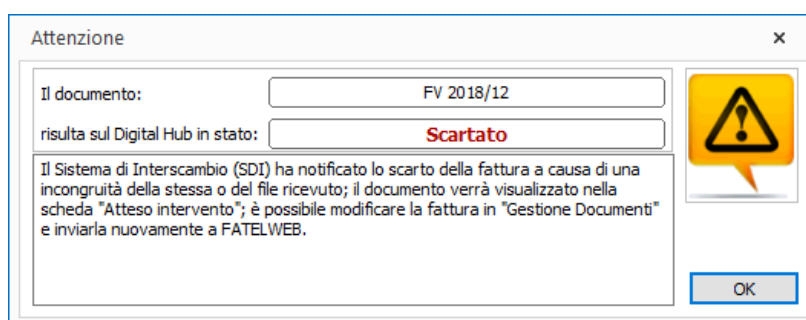 Attenzione
Il documento: FV 2018/12
risulta sul Digital Hub in stato: Scartato
Il Sistema di Interscambio (SDI) ha notificato lo scarto della fattura a causa di una
incongruità della stessa o del file ricevuto; il documento verrà visualizzato nella
scheda "Atteso intervento"; è possibile modificare la fattura in "Gestione Documenti"
e inviarla nuovamente a FATELWEB.
OK